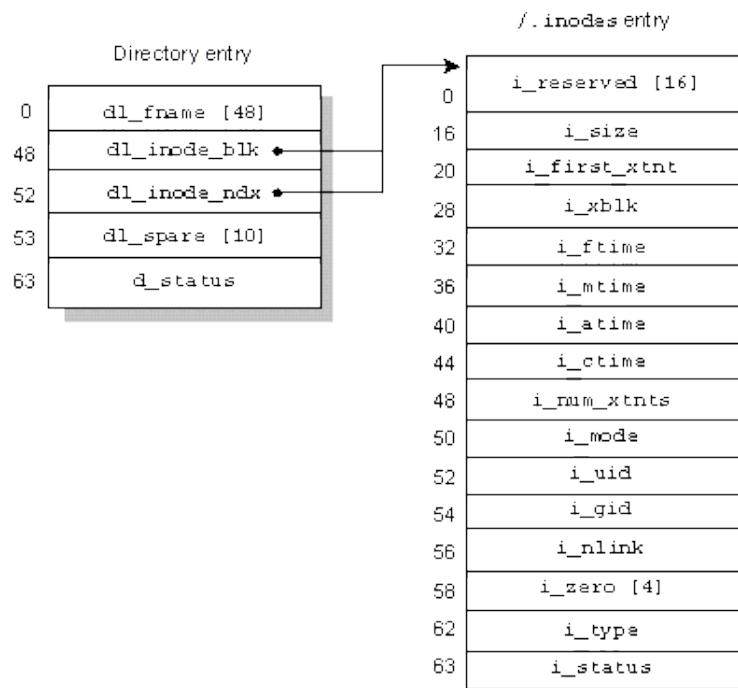 /.inodes entry
Directory entry
0 dl_fname [48]
48 dl_inode_blk
52 dl_inode_ndx
53 dl_spare [10]
63 d_status
0 i_reserved [16]
16 i_size
20 i_first_xtnt
28 i_xblk
32 i_ftime
36 i_mtime
40 i_atime
44 i_ctime
48 i_num_xtnts
50 i_mode
52 i_uid
54 i_gid
56 i_nlink
58 i_zero [4]
62 i_type
63 i_status